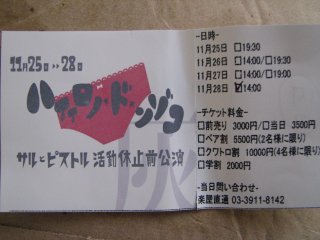 11月25日>>28日
サルとピストル 活動休止前公演
-日時-
11月25日 □19:30
11月26日 □14:00/□19:30
11月27日 □14:00/□19:00
11月28日 ☑14:00
-チケット料金-
□前売り 3000円/□当日 3500円
□ペア割 5500円(2名様に限り)
□クワトロ割 10000円(4名様に限り)
□学割 2000円
-当日問い合わせ-
楽屋直通 03-3911-8142